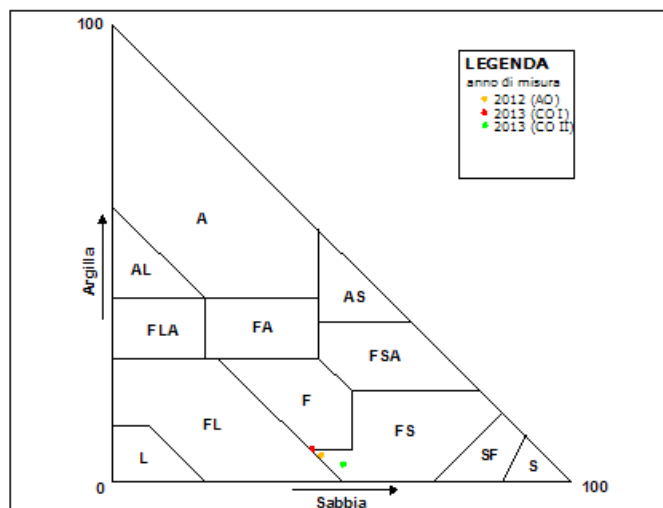 100
LEGENDA
anno di misura
2012 (AO)
2013 (CO I)
2013 (CO II)
A
Argilla
AL
AS
FLA
FA
FSA
F
FL
FS
L
SF
S
0
100
Sabbia